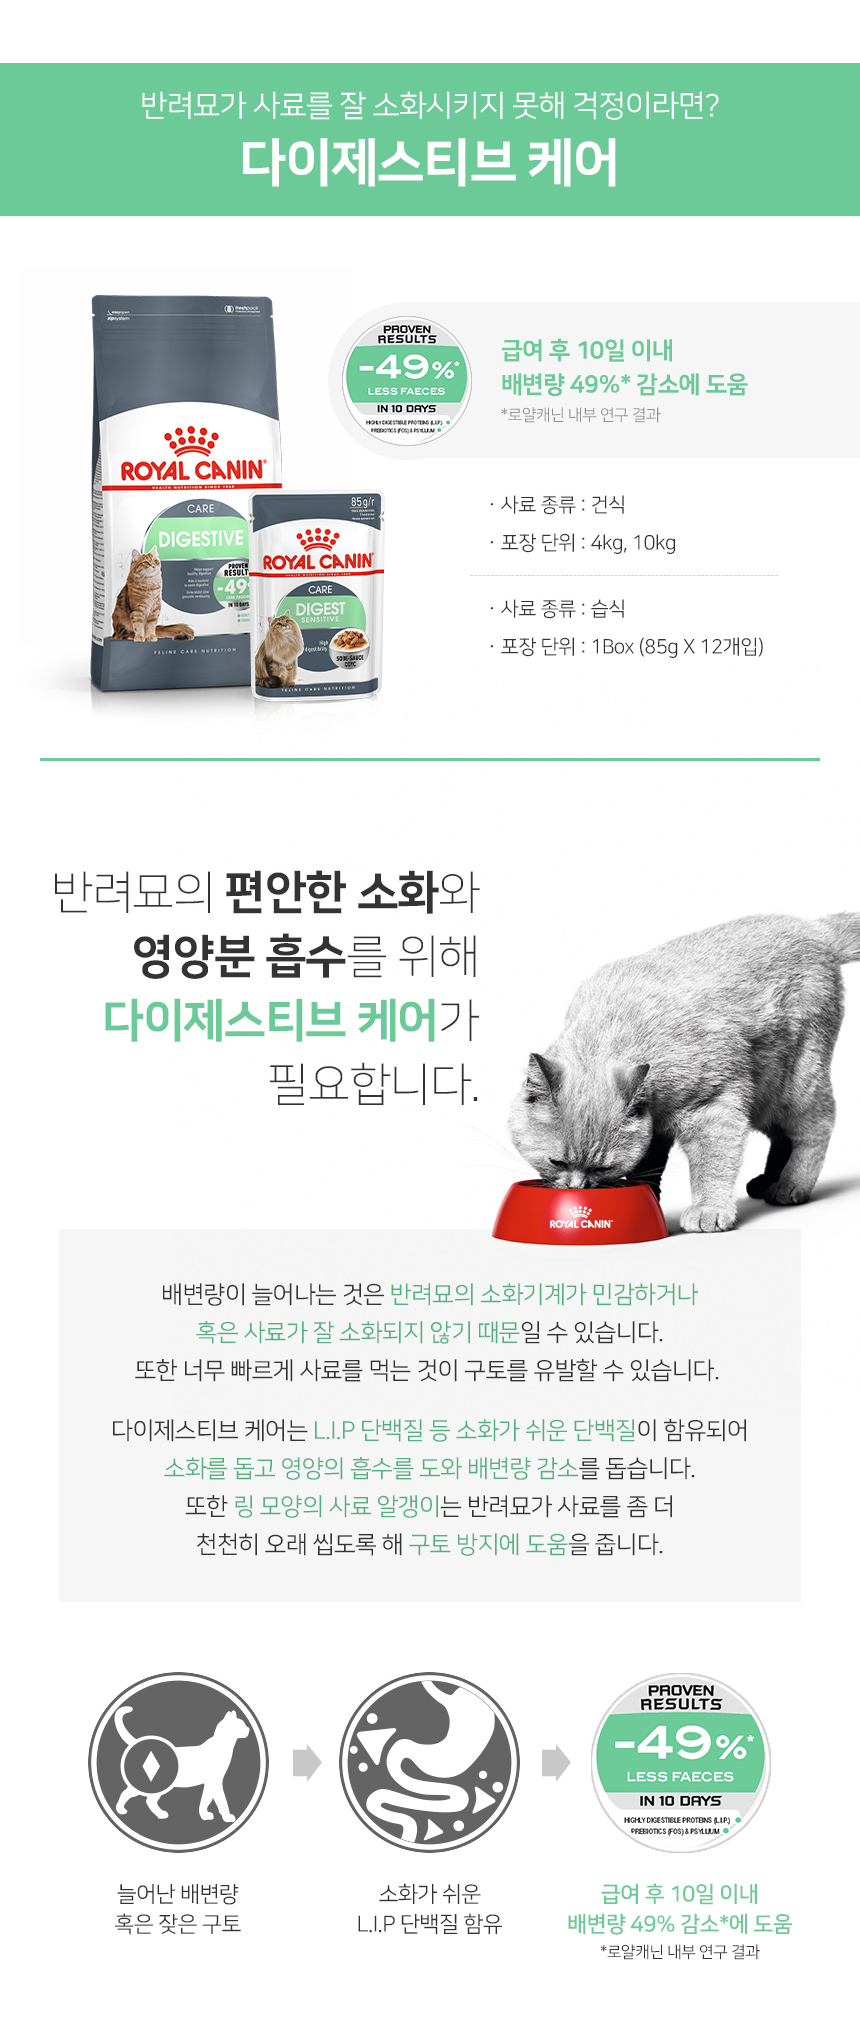 반려묘가 사료를 잘 소화시키지 못해 걱정이라면?
다이제스티브 케어
PROVEN
RESULTS
-49%*
LESS FAECES
IN 10 DAYS
HIGHLY DIGESTIBLE PROTEINS (L.I.P.)
PREBIOTICS (FOS) & PSYLLIUM
급여 후 10일 이내
배변량 49%* 감소에 도움
*로얄캐닌 내부 연구 결과
ROYAL CANIN
HEALTH NUTRITION SINCE 1968
CARE
DIGESTIVE
PROVEN
RESULT
-49
IN 10 DAYS
FELINE CARE NUTRITION
85g/r
ROYAL CANIN
CARE
DIGEST
SENSITIVE
High
digestibility
FELINE CARE NUTRITION
· 사료 종류 : 건식
· 포장 단위 : 4kg, 10kg
· 사료 종류 : 습식
· 포장 단위 : 1Box (85g X 12개입)
반려묘의 편안한 소화와
영양분 흡수를 위해
다이제스티브 케어가
필요합니다.
ROYAL CANIN
배변량이 늘어나는 것은 반려묘의 소화기계가 민감하거나
혹은 사료가 잘 소화되지 않기 때문일 수 있습니다.
또한 너무 빠르게 사료를 먹는 것이 구토를 유발할 수 있습니다.
다이제스티브 케어는 L.I.P 단백질 등 소화가 쉬운 단백질이 함유되어
소화를 돕고 영양의 흡수를 도와 배변량 감소를 돕습니다.
또한 링 모양의 사료 알갱이는 반려묘가 사료를 좀 더
천천히 오래 씹도록 해 구토 방지에 도움을 줍니다.
PROVEN
RESULTS
-49%*
LESS FAECES
IN 10 DAYS
HIGHLY DIGESTIBLE PROTEINS (L.I.P.)
PREBIOTICS (FOS) & PSYLLIUM
늘어난 배변량
혹은 잦은 구토
소화가 쉬운
L.I.P 단백질 함유
급여 후 10일 이내
배변량 49% 감소*에 도움
*로얄캐닌 내부 연구 결과